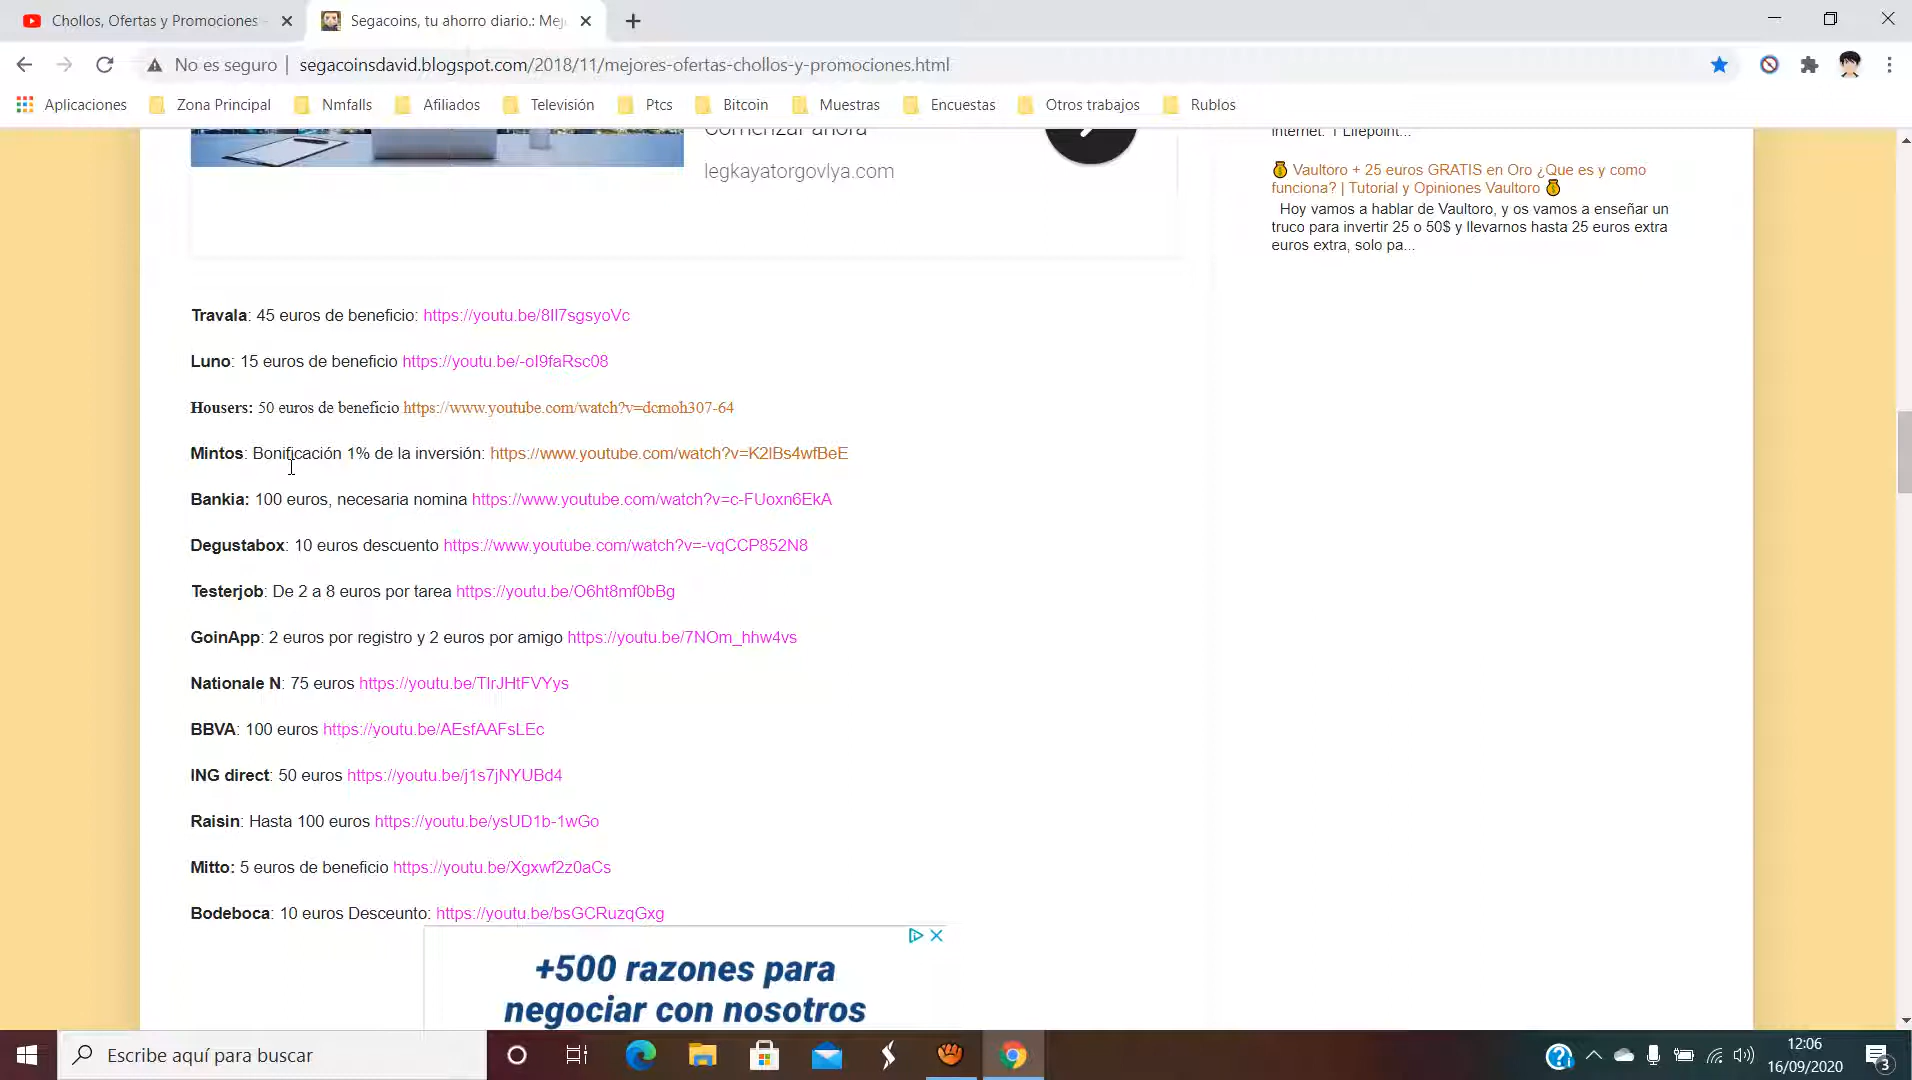 Chollos, Ofertas y Promociones -
Segacoins, tu ahorro diario.: Mej
No es seguro | segacoinsdavid.blogspot.com/2018/11/mejores-ofertas-chollos-y-promociones.html
Aplicaciones Zona Principal Nmfalls Afiliados Televisión Ptcs Bitcoin Muestras Encuestas Otros trabajos Rublos
Comenzar ahora
legkayatorgovlya.com
internet. 1 Lifepoint...
Vaultoro + 25 euros GRATIS en Oro ¿Que es y como
funciona? | Tutorial y Opiniones Vaultoro
Hoy vamos a hablar de Vaultoro, y os vamos a enseñar un
truco para invertir 25 o 50$ y llevarnos hasta 25 euros extra
euros extra, solo pa...
Travala: 45 euros de beneficio: https://youtu.be/8Il7sgsyoVc
Luno: 15 euros de beneficio https://youtu.be/-oI9faRsc08
Housers: 50 euros de beneficio https://www.youtube.com/watch?v=dcmoh307-64
Mintos: Bonificación 1% de la inversión: https://www.youtube.com/watch?v=K2lBs4wfBeE
Bankia: 100 euros, necesaria nomina https://www.youtube.com/watch?v=c-FUoxn6EkA
Degustabox: 10 euros descuento https://www.youtube.com/watch?v=-vqCCP852N8
Testerjob: De 2 a 8 euros por tarea https://youtu.be/O6ht8mf0bBg
GoinApp: 2 euros por registro y 2 euros por amigo https://youtu.be/7NOm_hhw4vs
Nationale N: 75 euros https://youtu.be/TIrJHtFVYys
BBVA: 100 euros https://youtu.be/AEsfAAFsLEc
ING direct: 50 euros https://youtu.be/j1s7jNYUBd4
Raisin: Hasta 100 euros https://youtu.be/ysUD1b-1wGo
Mitto: 5 euros de beneficio https://youtu.be/Xgxwf2z0aCs
Bodeboca: 10 euros Desceunto: https://youtu.be/bsGCRuzqGxg
+500 razones para
negociar con nosotros
Escribe aquí para buscar
12:06
16/09/2020
3